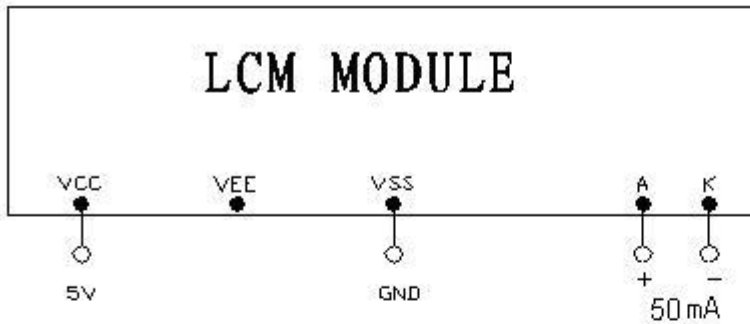 LCM MODULE
VCC VEE VSS A K
5V GND + -
50mA